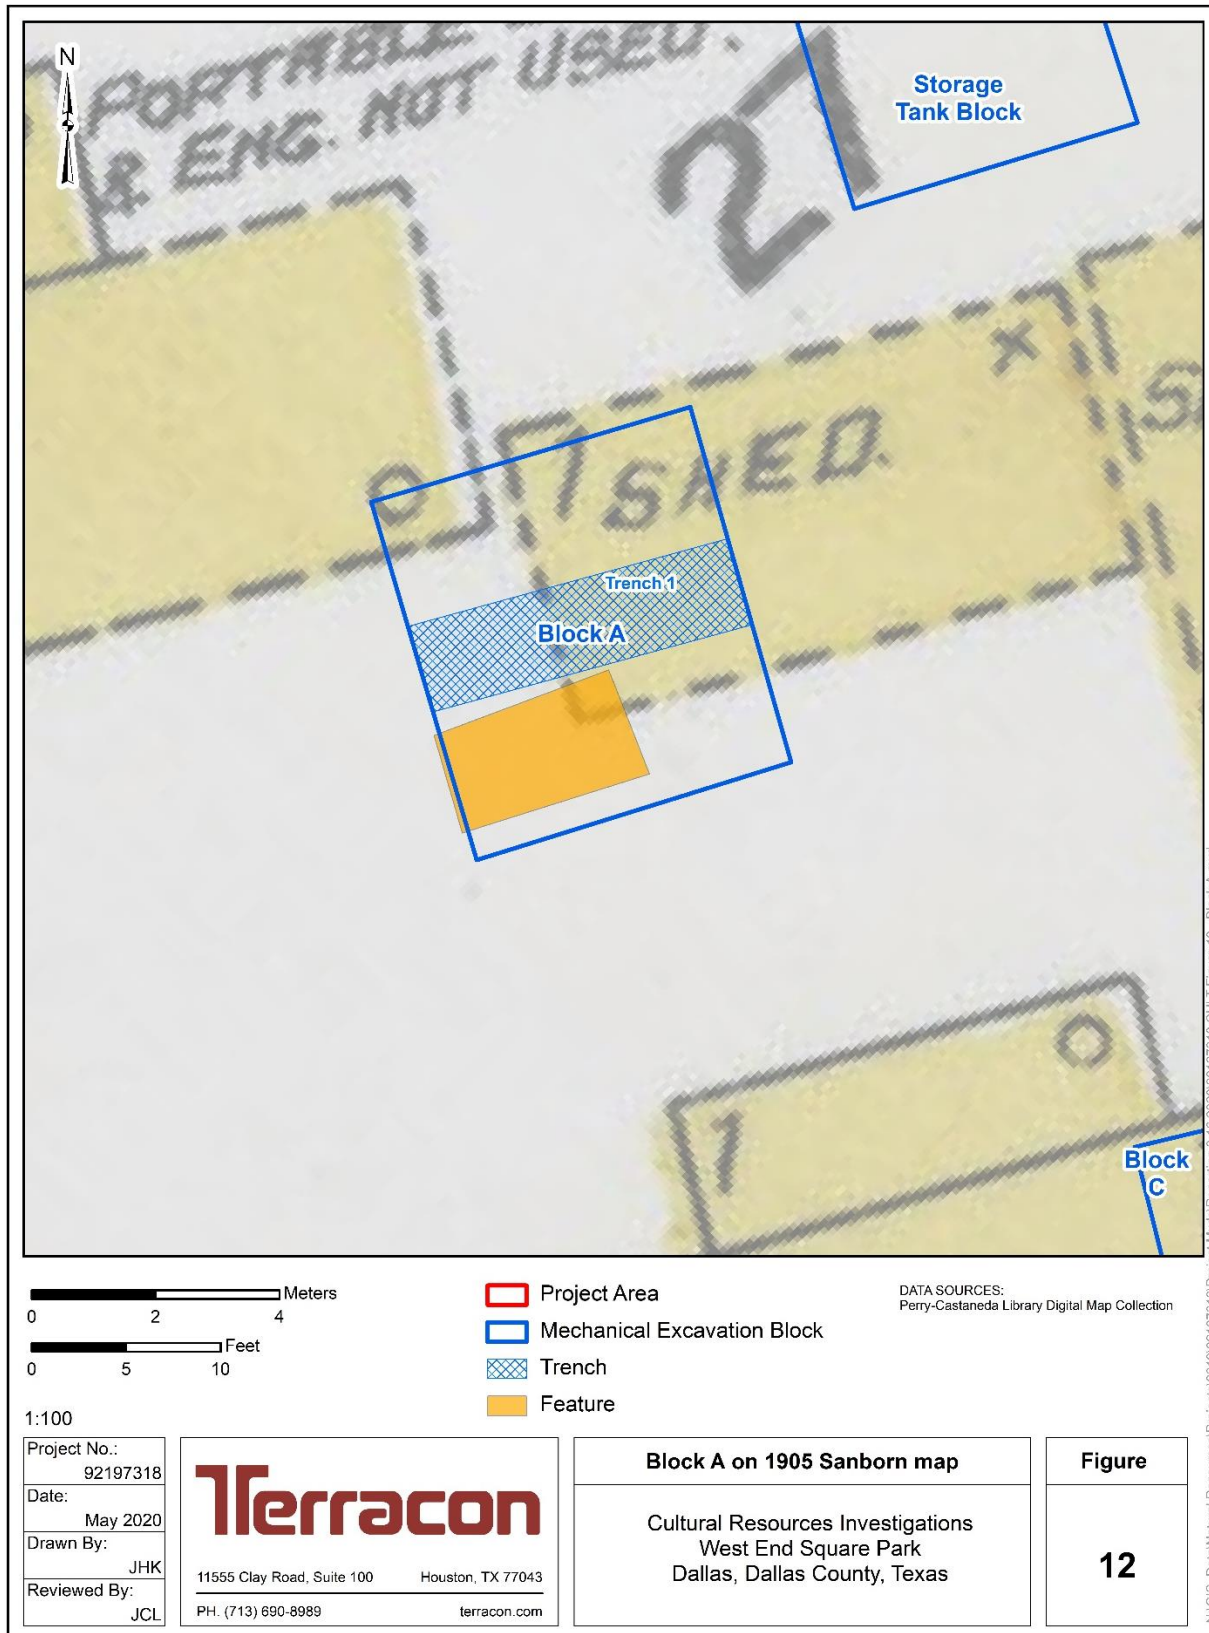 N
PORTABLE
& ENG. NOT USED.
27
Storage
Tank Block
X
S
1 SHED.
O
Trench 1
Block A
O
1
Block
C
Meters
0 2 4
Feet
0 5 10
1:100
Project Area
Mechanical Excavation Block
Trench
Feature
DATA SOURCES:
Perry-Castaneda Library Digital Map Collection
Project No.:
92197318
Date:
May 2020
Drawn By:
JHK
Reviewed By:
JCL
Terracon
11555 Clay Road, Suite 100 Houston, TX 77043
PH. (713) 690-8989 terracon.com
Block A on 1905 Sanborn map
Cultural Resources Investigations
West End Square Park
Dallas, Dallas County, Texas
Figure
12